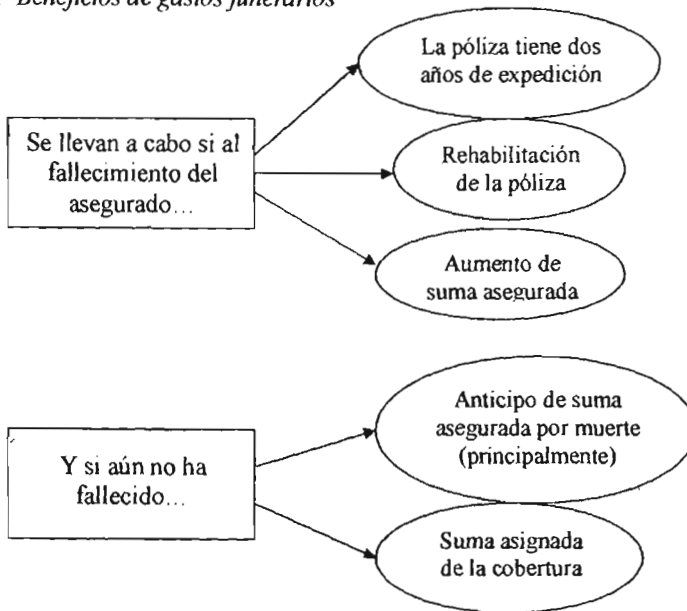 Beneficios de gastos funerarios
Se llevan a cabo si al
fallecimiento del
asegurado...
La póliza tiene dos
años de expedición
Rehabilitación
de la póliza
Aumento de
suma asegurada
Y si aún no ha
fallecido...
Anticipo de suma
asegurada por muerte
(principalmente)
Suma asignada
de la cobertura